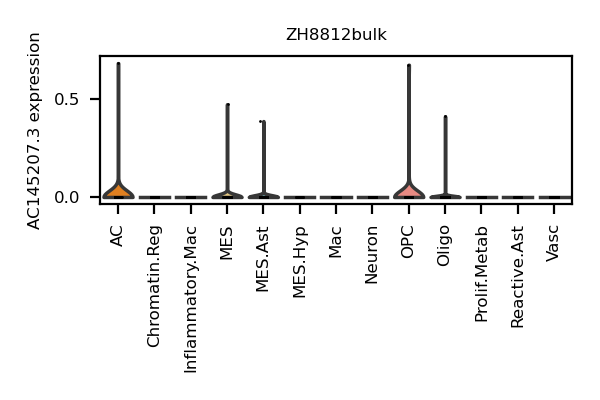 ZH8812bulk
AC145207.3 expression
0.5
0.0
AC
Chromatin.Reg
Inflammatory.Mac
MES
MES.Ast
MES.Hyp
Mac
Neuron
OPC
Oligo
Prolif.Metab
Reactive.Ast
Vasc